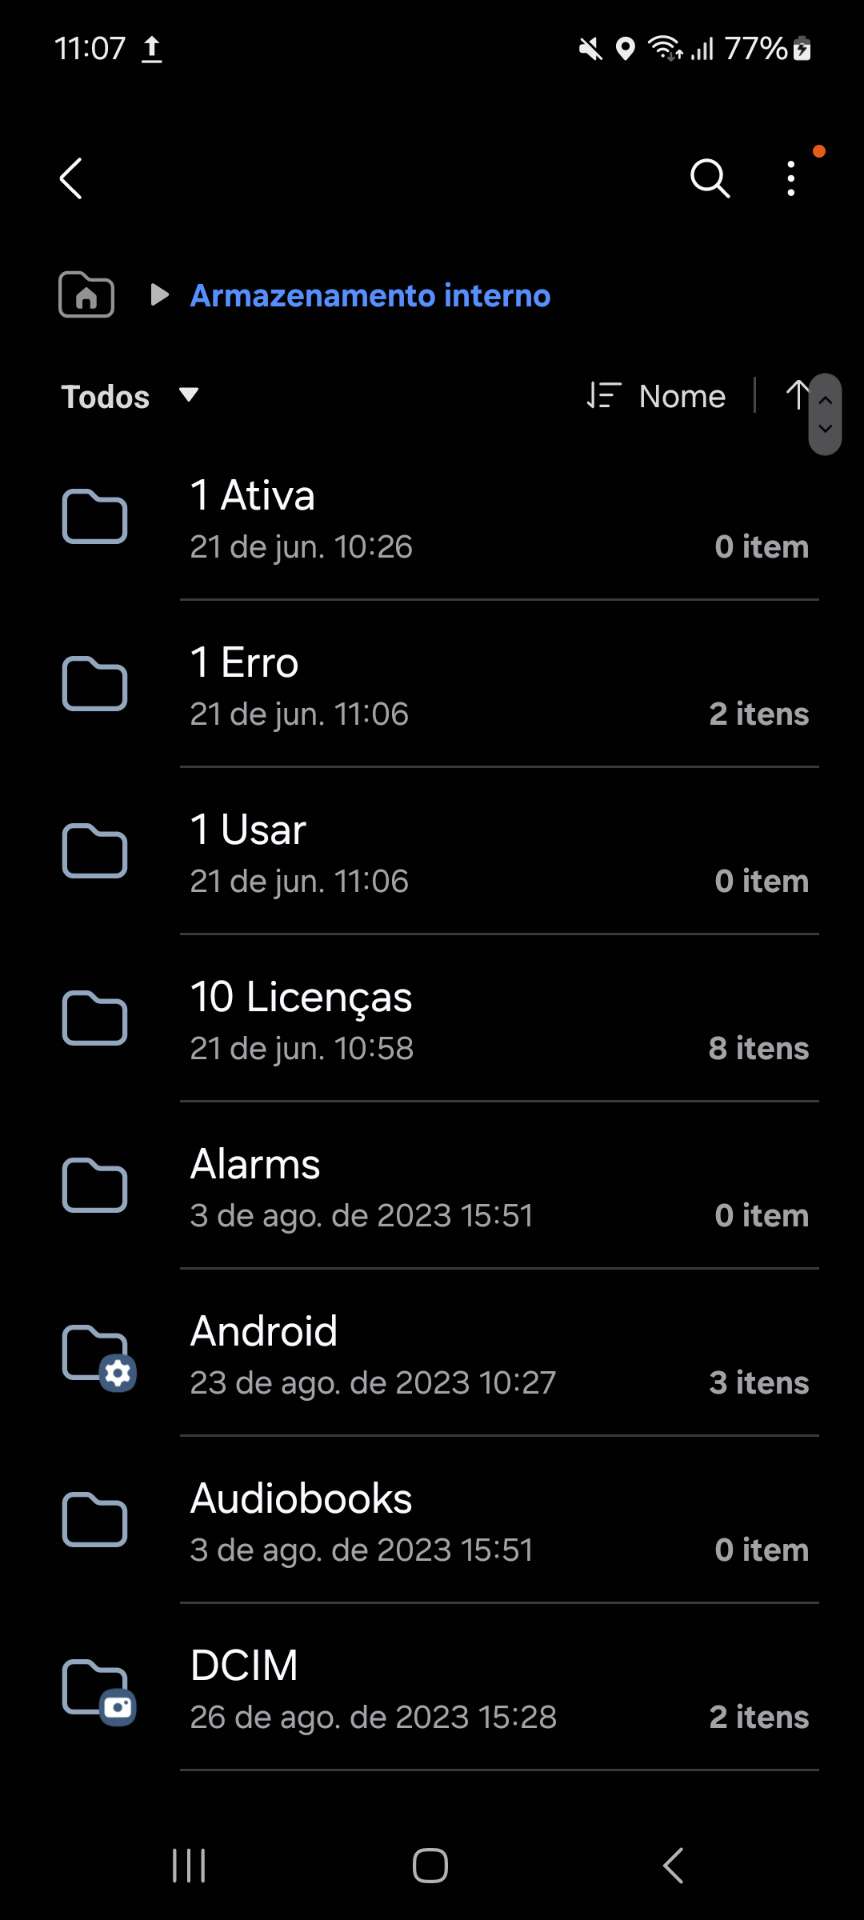 11:07
77%
Armazenamento interno
Todos
Nome
1 Ativa
21 de jun. 10:26
0 item
1 Erro
21 de jun. 11:06
2 itens
1 Usar
21 de jun. 11:06
0 item
10 Licenças
21 de jun. 10:58
8 itens
Alarms
3 de ago. de 2023 15:51
0 item
Android
23 de ago. de 2023 10:27
3 itens
Audiobooks
3 de ago. de 2023 15:51
0 item
DCIM
26 de ago. de 2023 15:28
2 itens